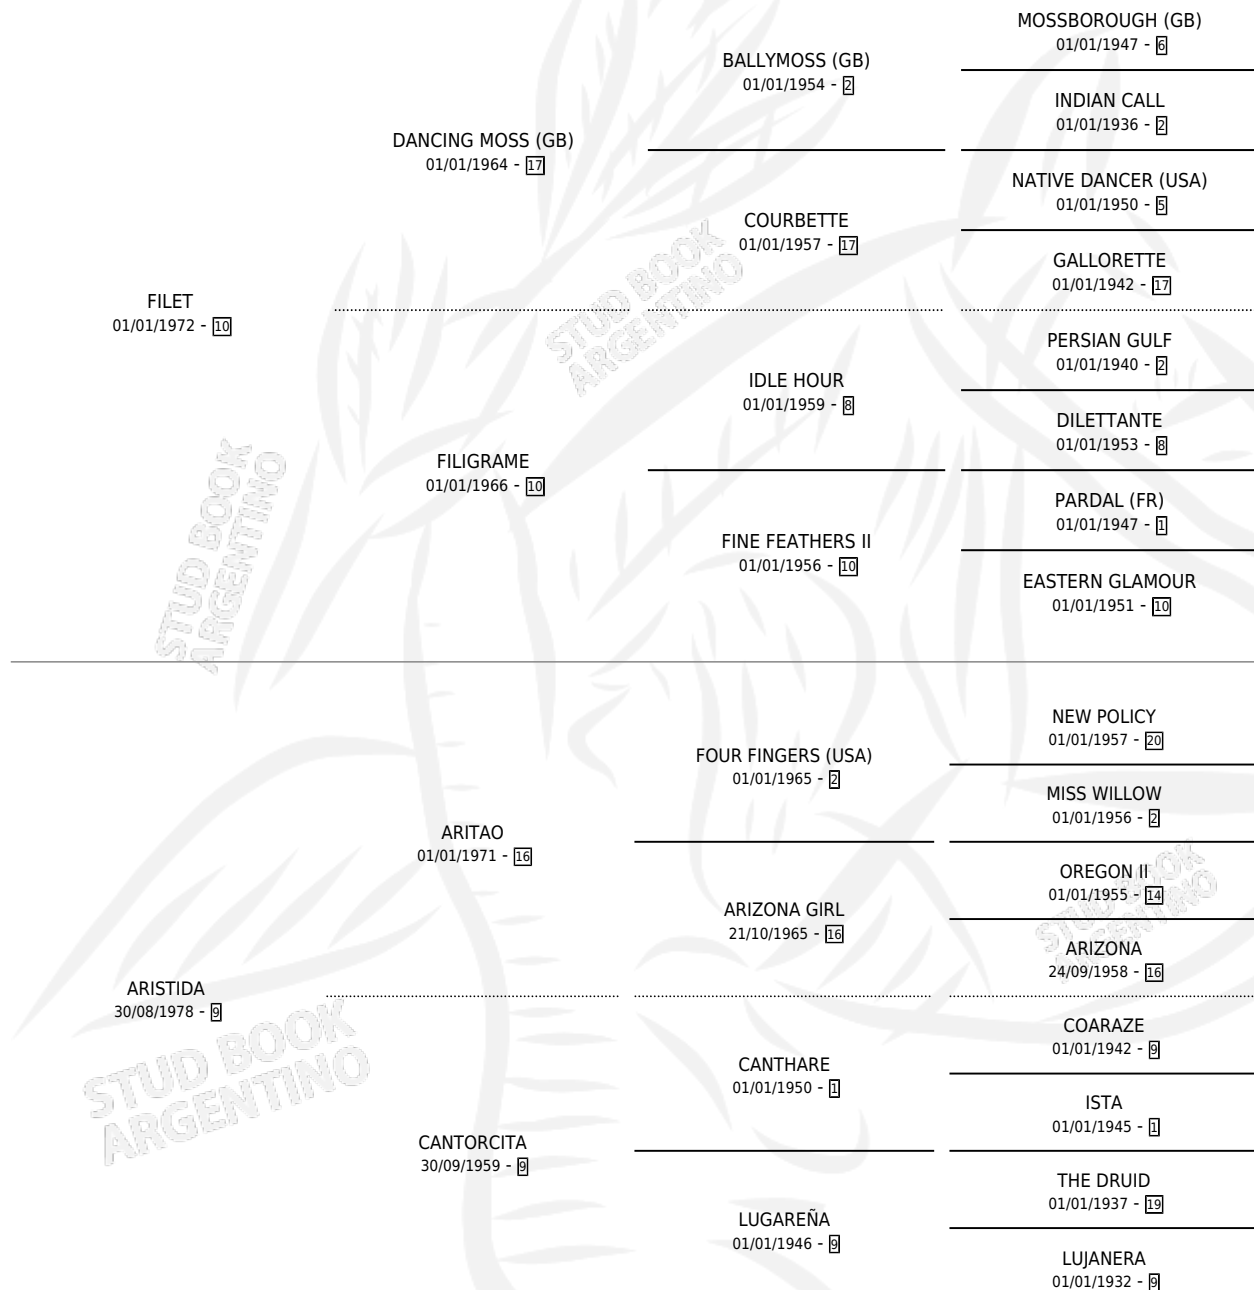 MOSSBOROUGH (GB)
01/01/1947 - 6
BALLYMOSS (GB)
01/01/1954 - 2
INDIAN CALL
01/01/1936 - 2
DANCING MOSS (GB)
01/01/1964 - 17
NATIVE DANCER (USA)
01/01/1950 - 5
COURBETTE
01/01/1957 - 17
GALLORETTE
01/01/1942 - 17
FILET
01/01/1972 - 10
PERSIAN GULF
01/01/1940 - 2
IDLE HOUR
01/01/1959 - 8
DILETTANTE
01/01/1953 - 8
FILIGRAME
01/01/1966 - 10
PARDAL (FR)
01/01/1947 - 1
FINE FEATHERS II
01/01/1956 - 10
EASTERN GLAMOUR
01/01/1951 - 10
NEW POLICY
01/01/1957 - 20
FOUR FINGERS (USA)
01/01/1965 - 2
MISS WILLOW
01/01/1956 - 2
ARITAO
01/01/1971 - 16
OREGON II
01/01/1955 - 14
ARIZONA GIRL
21/10/1965 - 16
ARIZONA
24/09/1958 - 16
ARISTIDA
30/08/1978 - 9
COARAZE
01/01/1942 - 9
CANTHARE
01/01/1950 - 1
ISTA
01/01/1945 - 1
CANTORCITA
30/09/1959 - 9
THE DRUID
01/01/1937 - 19
LUGAREÑA
01/01/1946 - 9
LUJANERA
01/01/1932 - 9
STUD BOOK
ARGENTINO
STUD BOOK
ARGENTINO
STUD BOOK
ARGENTINO
STUD BOOK
ARGENTINO